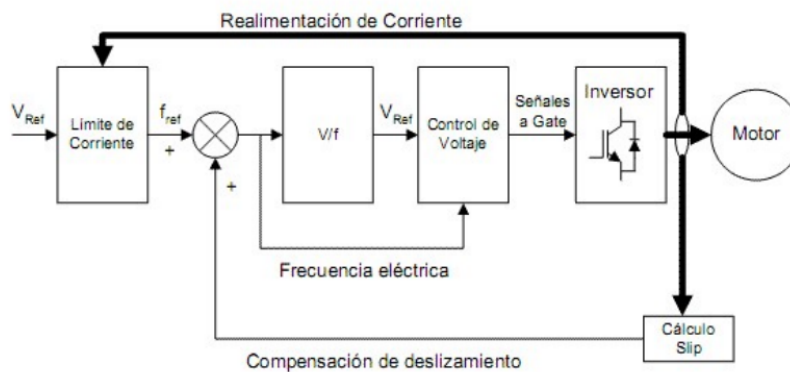 Realimentación de Corriente
V_Ref
Límite de
Corriente
f_ref
+
+
V/f
V_Ref
Control de
Voltaje
Señales
a Gate
Inversor
Motor
Frecuencia eléctrica
Cálculo
Slip
Compensación de deslizamiento